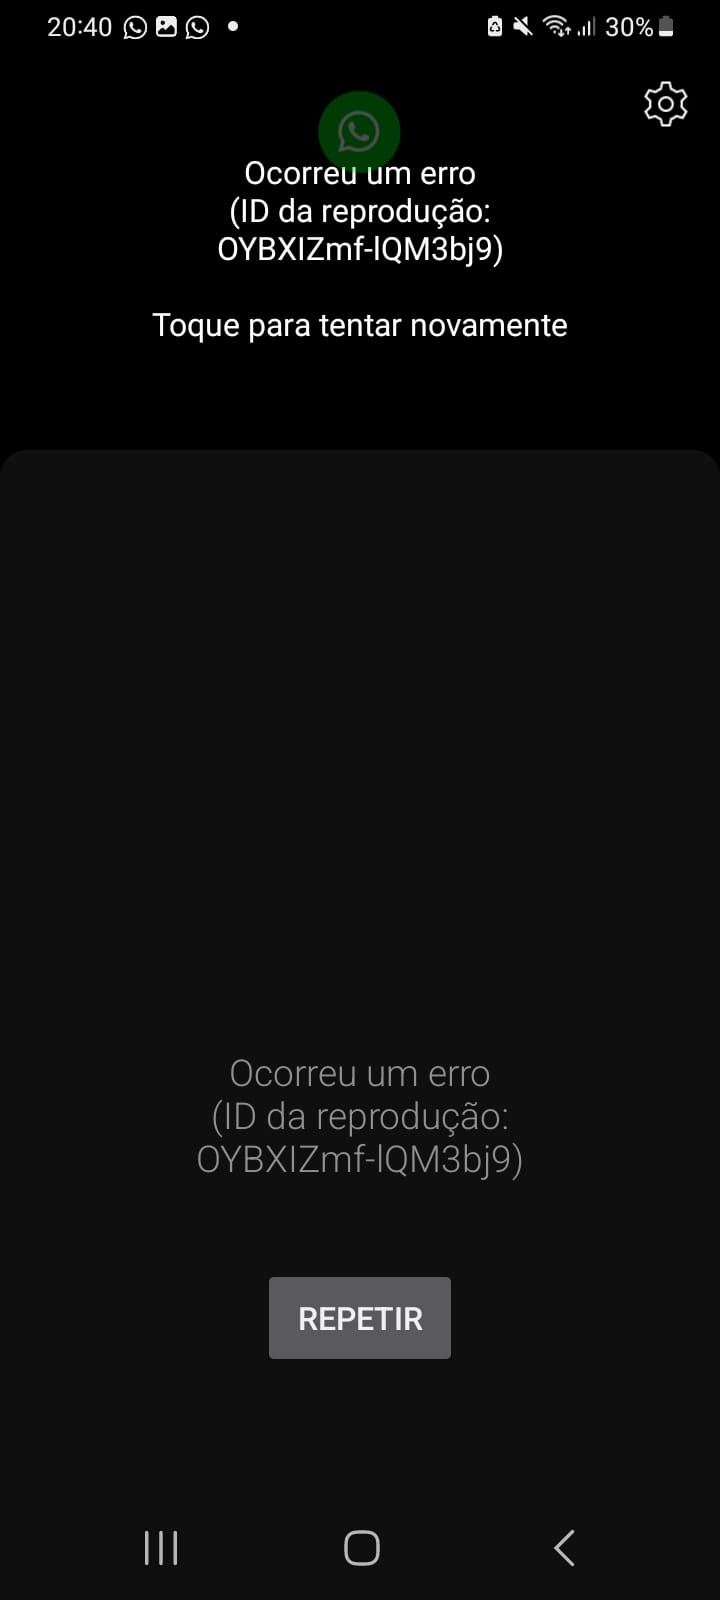 20:40
30%
Ocorreu um erro
(ID da reprodução:
OYBXIZmf-lQM3bj9)
Toque para tentar novamente
Ocorreu um erro
(ID da reprodução:
OYBXIZmf-lQM3bj9)
REPETIR